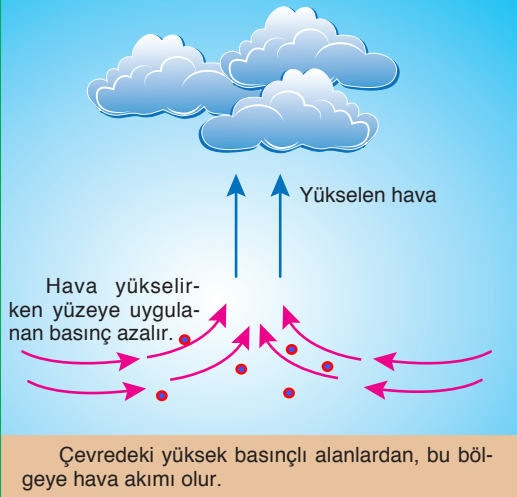 Yükselen hava
Hava yükselir-
ken yüzeye uygula-
nan basınç azalır.
Çevredeki yüksek basınçlı alanlardan, bu böl-
geye hava akımı olur.